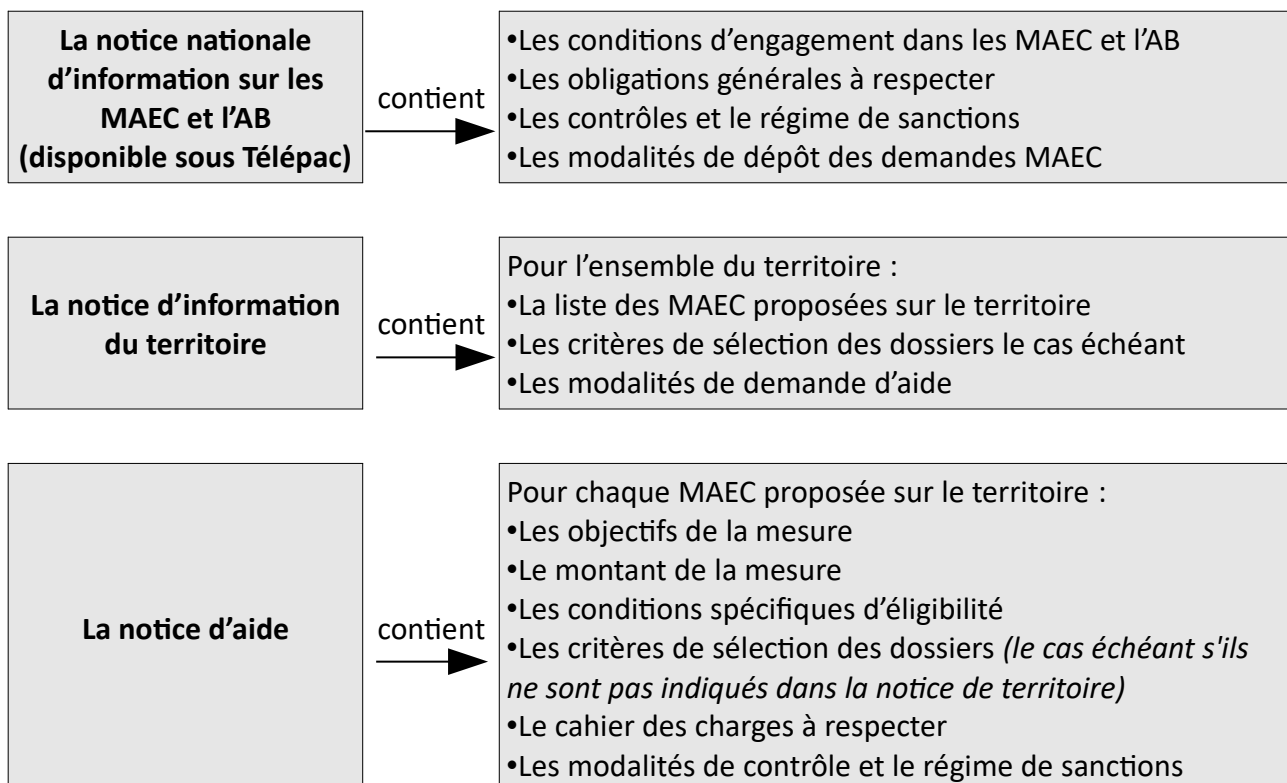 La notice nationale
d'information sur les
MAEC et l'AB
(disponible sous Télépac)
contient
•Les conditions d'engagement dans les MAEC et l'AB
•Les obligations générales à respecter
•Les contrôles et le régime de sanctions
•Les modalités de dépôt des demandes MAEC
La notice d'information
du territoire
contient
Pour l'ensemble du territoire :
•La liste des MAEC proposées sur le territoire
•Les critères de sélection des dossiers le cas échéant
•Les modalités de demande d'aide
La notice d'aide
contient
Pour chaque MAEC proposée sur le territoire :
•Les objectifs de la mesure
•Le montant de la mesure
•Les conditions spécifiques d'éligibilité
•Les critères de sélection des dossiers (le cas échéant s'ils
ne sont pas indiqués dans la notice de territoire)
•Le cahier des charges à respecter
•Les modalités de contrôle et le régime de sanctions